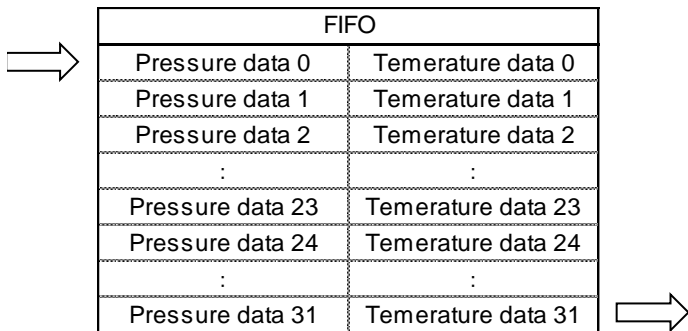 FIFO
Pressure data 0 Temerature data 0
Pressure data 1 Temerature data 1
Pressure data 2 Temerature data 2
: :
Pressure data 23 Temerature data 23
Pressure data 24 Temerature data 24
: :
Pressure data 31 Temerature data 31